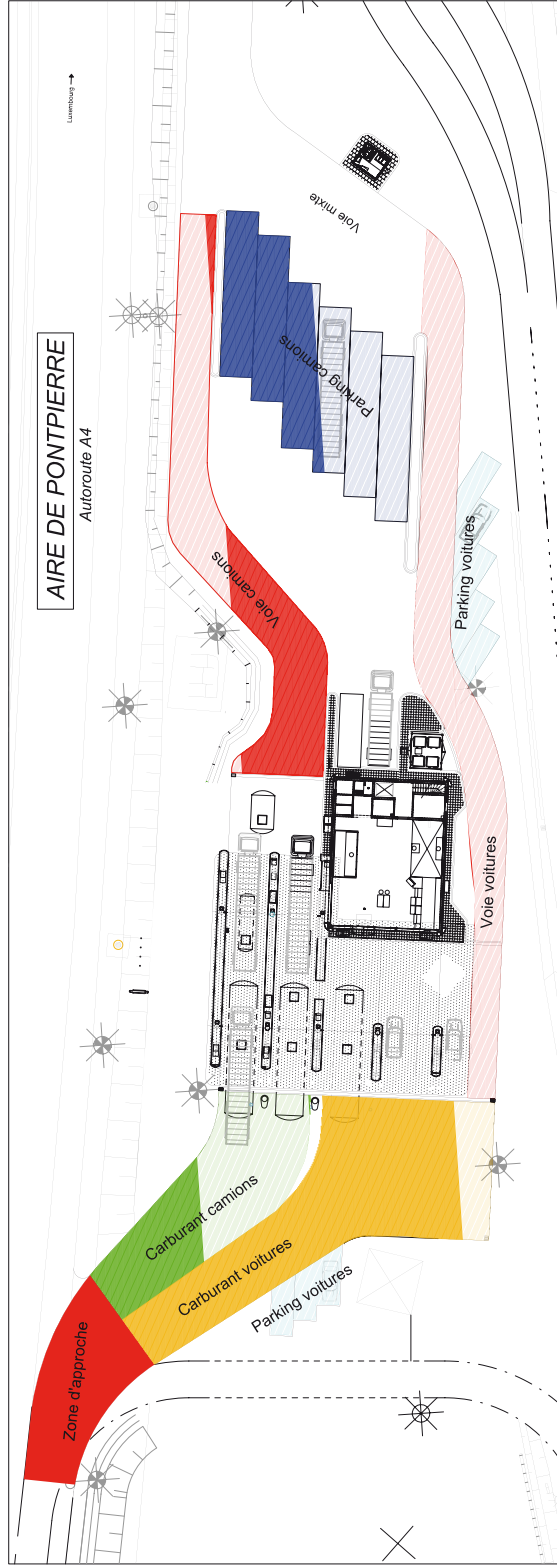 Luxembourg
AIRE DE PONTPIERRE
Autoroute A4
Voie mixte
Parking camions
Voie camions
Parking voitures
Voie voitures
Carburant camions
Carburant voitures
Parking voitures
Zone d'approche